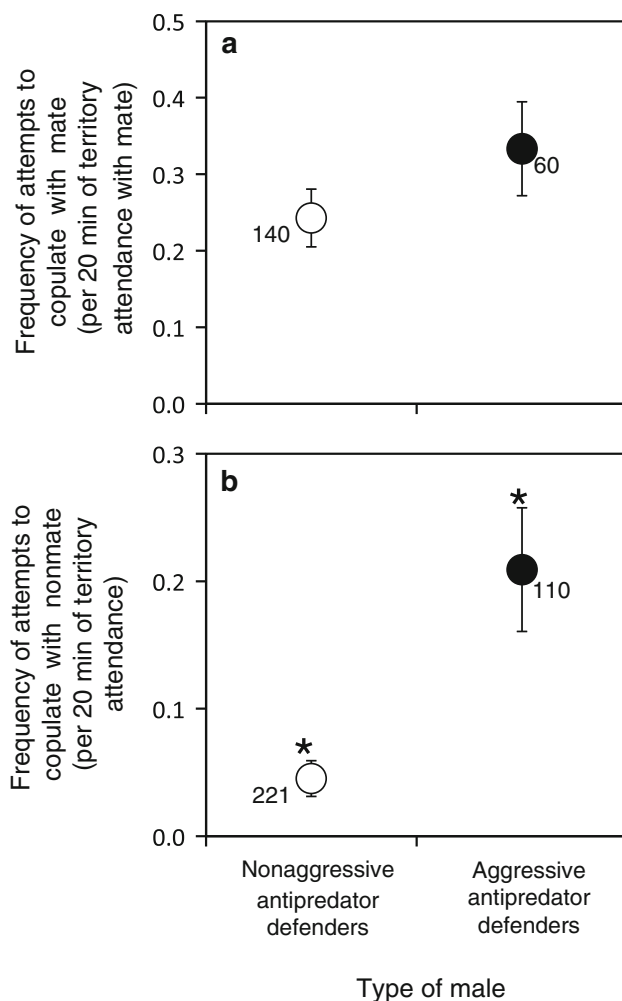 Frequency of attempts to
copulate with mate
(per 20 min of territory
attendance with mate)
0.5
0.4
0.3
0.2
0.1
0.0
a
140
60
Frequency of attempts to
copulate with nonmate
(per 20 min of territory
attendance)
0.3
0.2
0.1
0.0
b
*
110
*
221
Nonaggressive
antipredator
defenders
Aggressive
antipredator
defenders
Type of male